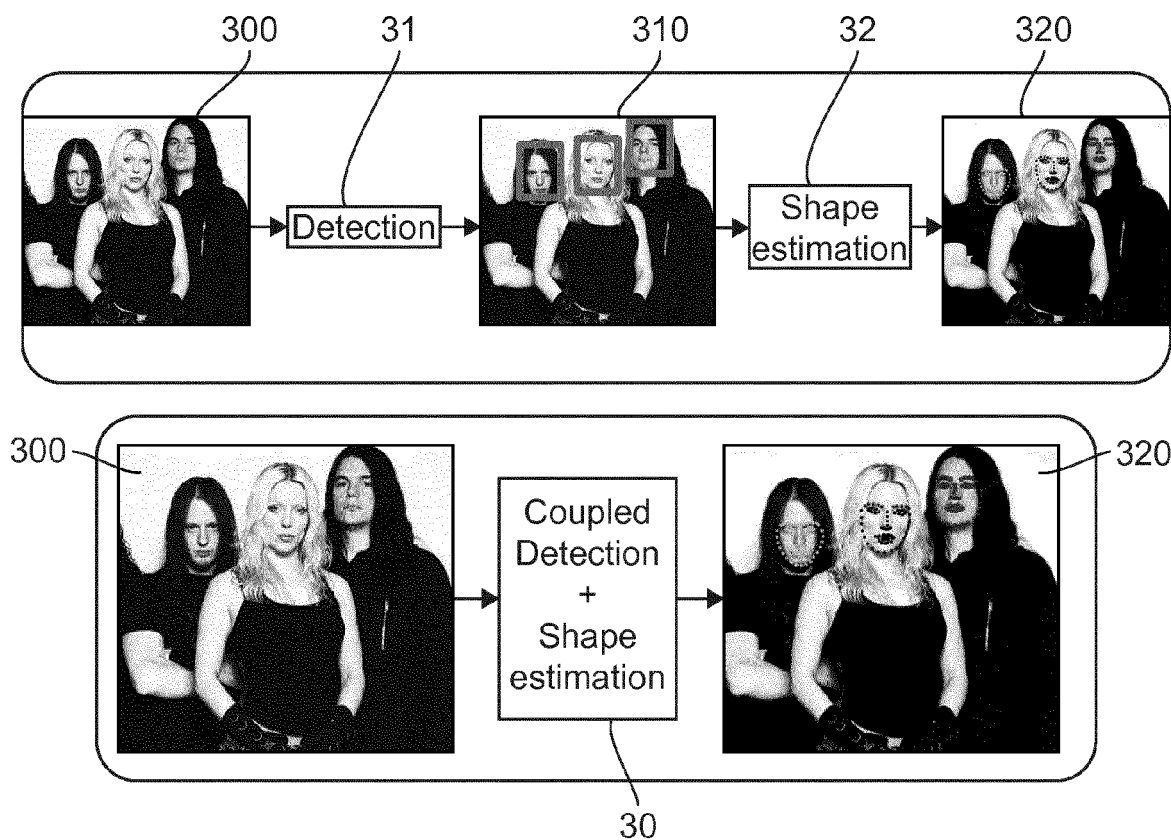 300
31
310
32
320
Detection
Shape
estimation
300
320
Coupled
Detection
+
Shape
estimation
30